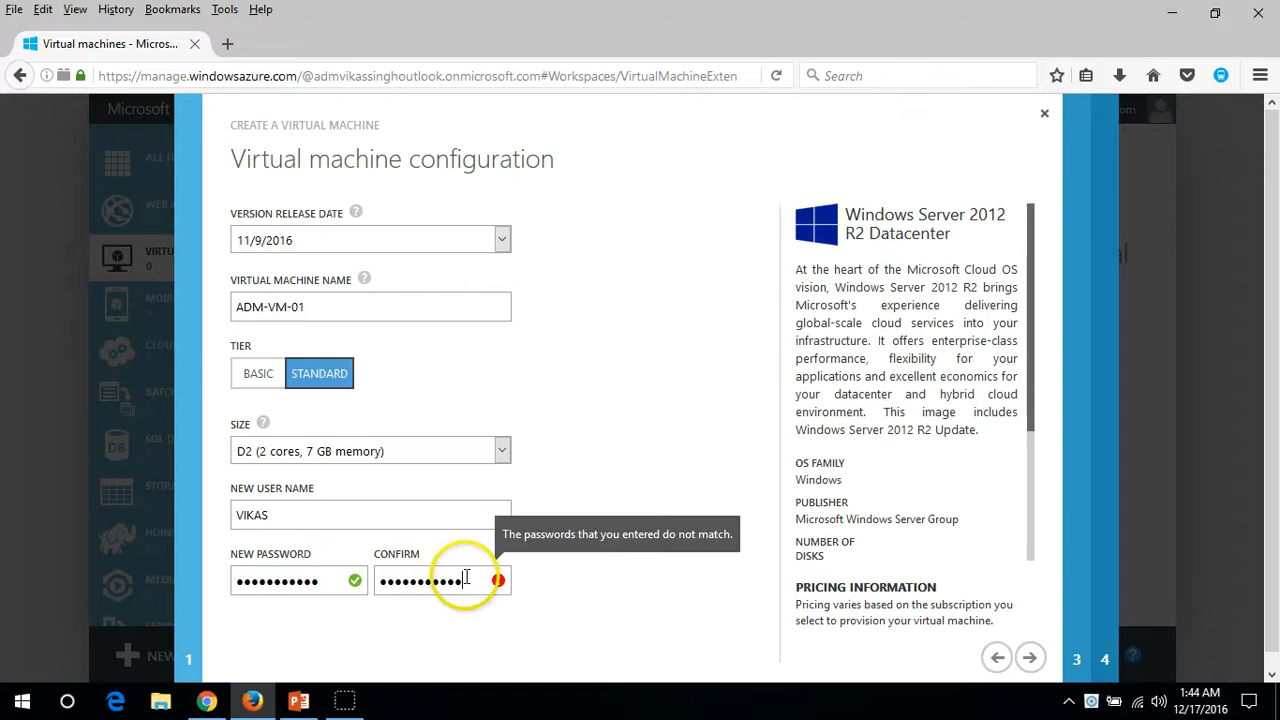 File Edit View History Bookmarks Tools Help
Virtual machines - Micros...
https://manage.windowsazure.com/@admvikassinghoutlook.onmicrosoft.com#Workspaces/VirtualMachineExten
Search
Microsoft
CREATE A VIRTUAL MACHINE
Virtual machine configuration
VERSION RELEASE DATE ?
11/9/2016
VIRTUAL MACHINE NAME ?
ADM-VM-01
TIER
BASIC STANDARD
SIZE ?
D2 (2 cores, 7 GB memory)
NEW USER NAME
VIKAS
The passwords that you entered do not match.
NEW PASSWORD CONFIRM
Windows Server 2012
R2 Datacenter
At the heart of the Microsoft Cloud OS
vision, Windows Server 2012 R2 brings
Microsoft's experience delivering
global-scale cloud services into your
infrastructure. It offers enterprise-class
performance, flexibility for your
applications and excellent economics for
your datacenter and hybrid cloud
environment. This image includes
Windows Server 2012 R2 Update.
OS FAMILY
Windows
PUBLISHER
Microsoft Windows Server Group
NUMBER OF
DISKS
PRICING INFORMATION
Pricing varies based on the subscription you
select to provision your virtual machine.
1
3 4
NEW
1:44 AM
12/17/2016